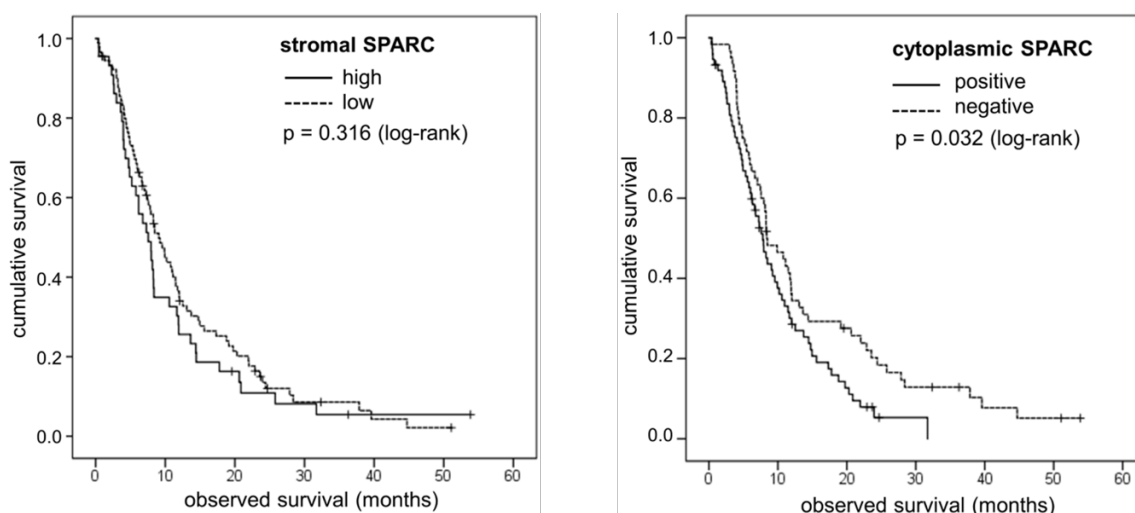 stromal SPARC
high
low
p = 0.316 (log-rank)
cumulative survival
1.0
0.8
0.6
0.4
0.2
0.0
0 10 20 30 40 50 60
observed survival (months)
cytoplasmic SPARC
positive
negative
p = 0.032 (log-rank)
cumulative survival
1.0
0.8
0.6
0.4
0.2
0.0
0 10 20 30 40 50 60
observed survival (months)